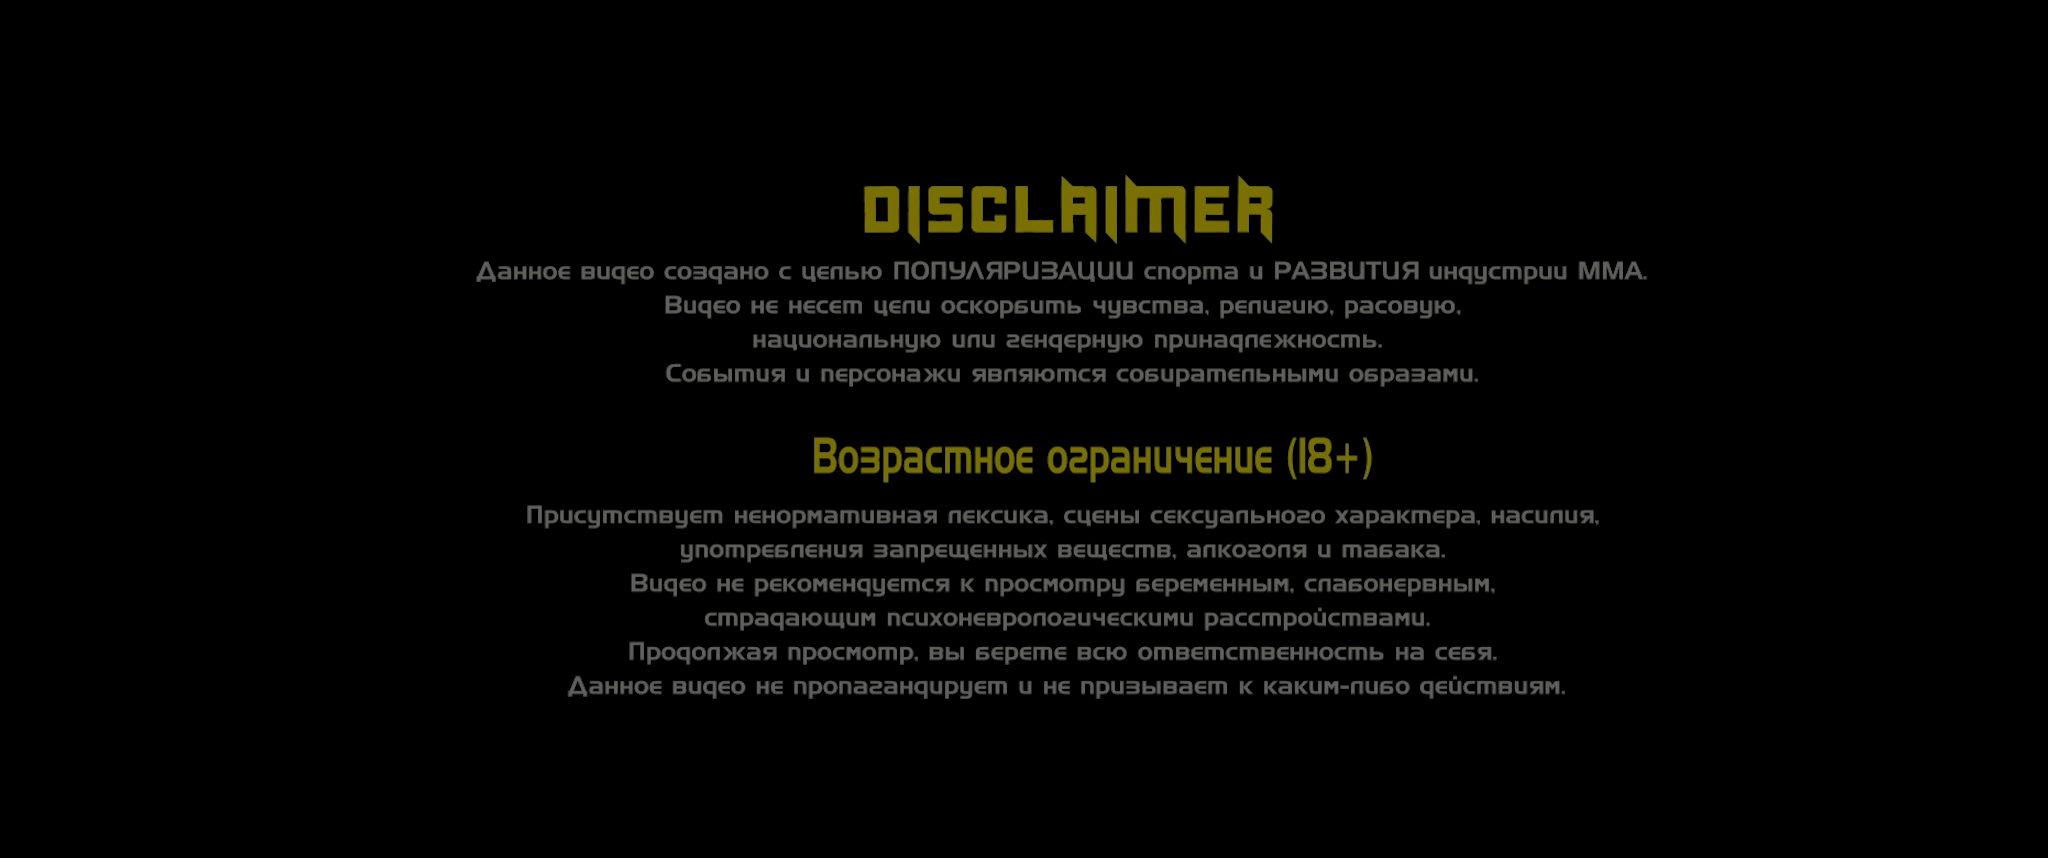 DISCLAIMER
Данное видео создано с целью ПОПУЛЯРИЗАЦИИ спорта и РАЗВИТИЯ индустрии ММА.
Видео не несет цели оскорбить чувства, религию, расовую,
национальную или гендерную принадлежность.
События и персонажи являются собирательными образами.
Возрастное ограничение (18+)
Присутствует ненормативная лексика, сцены сексуального характера, насилия,
употребления запрещенных веществ, алкоголя и табака.
Видео не рекомендуется к просмотру беременным, слабонервным,
страдающим психоневрологическими расстройствами.
Продолжая просмотр, вы берете всю ответственность на себя.
Данное видео не пропагандирует и не призывает к каким-либо действиям.